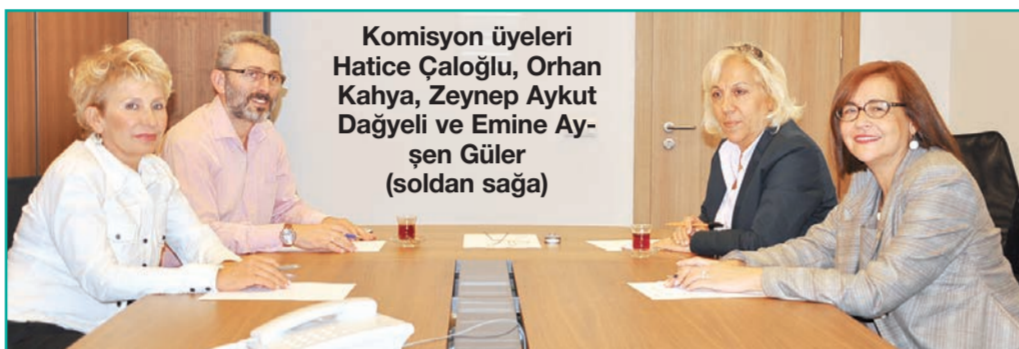 Komisyon üyeleri
Hatice Çaloğlu, Orhan
Kahya, Zeynep Aykut
Dağyeli ve Emine Ay-
şen Güler
(soldan sağa)